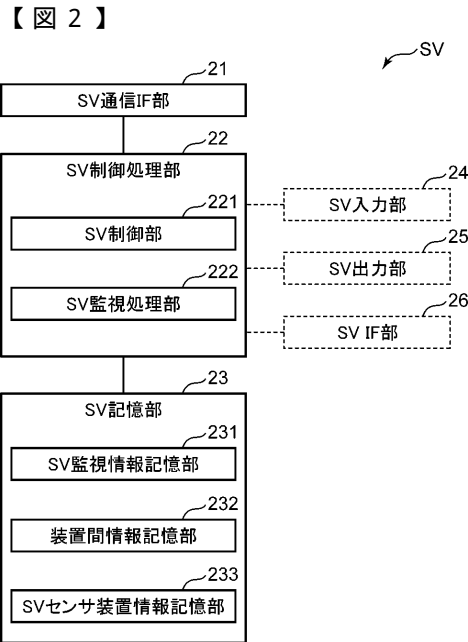 【図2】
SV
21
SV通信IF部
22
SV制御処理部
221
SV制御部
222
SV監視処理部
24
SV入力部
25
SV出力部
26
SV IF部
23
SV記憶部
231
SV監視情報記憶部
232
装置間情報記憶部
233
SVセンサ装置情報記憶部